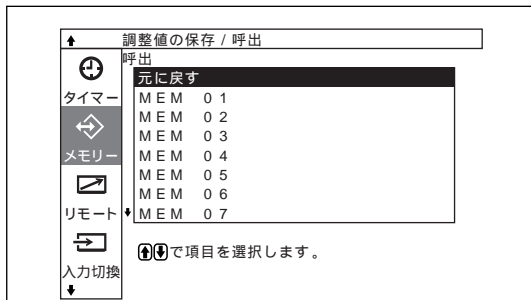 調整値の保存 / 呼出
呼出
元に戻す
タイマー
MEM 01
MEM 02
MEM 03
メモリー
MEM 04
MEM 05
MEM 06
リモート
MEM 07
で項目を選択します。
入力切換